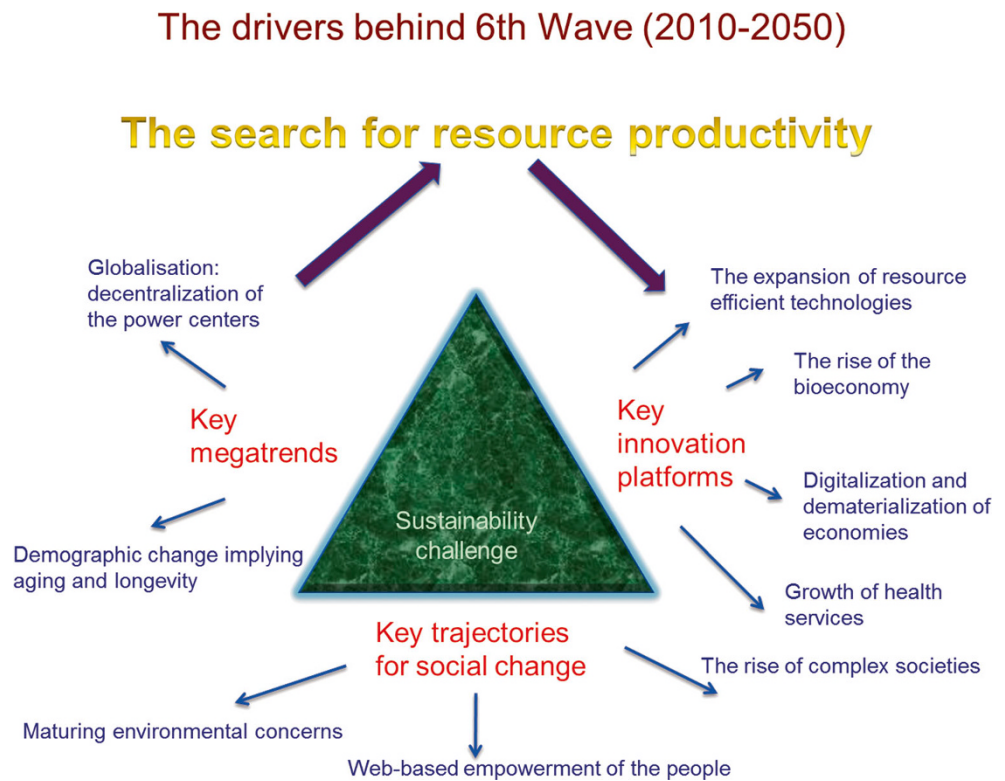 The drivers behind 6th Wave (2010-2050)
The search for resource productivity
Globalisation:
decentralization of
the power centers
The expansion of resource
efficient technologies
The rise of the
bioeconomy
Key
megatrends
Key
innovation
platforms
Digitalization and
dematerialization of
economies
Sustainability
challenge
Demographic change implying
aging and longevity
Growth of health
services
Key trajectories
for social change
The rise of complex societies
Maturing environmental concerns
Web-based empowerment of the people